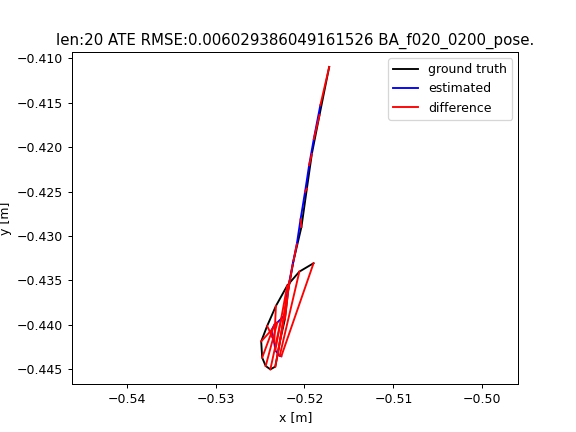 len:20 ATE RMSE:0.006029386049161526 BA_f020_0200_pose.
ground truth
estimated
difference
y [m]
−0.410
−0.415
−0.420
−0.425
−0.430
−0.435
−0.440
−0.445
−0.54
−0.53
−0.52
−0.51
−0.50
x [m]